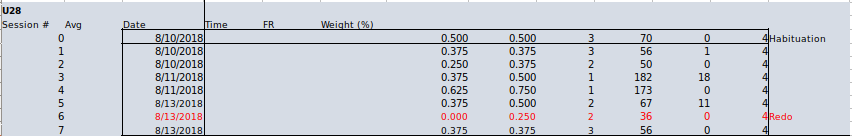 U28
Session # Avg Date Time FR Weight (%)
0 8/10/2018 0.500 0.500 3 70 0 4 Habituation
1 8/10/2018 0.375 0.375 3 56 1 4
2 8/10/2018 0.250 0.375 2 50 0 4
3 8/11/2018 0.375 0.500 1 182 18 4
4 8/11/2018 0.625 0.750 1 173 0 4
5 8/13/2018 0.375 0.500 2 67 11 4
6 8/13/2018 0.000 0.250 2 36 0 4 Redo
7 8/13/2018 0.375 0.375 3 56 0 4